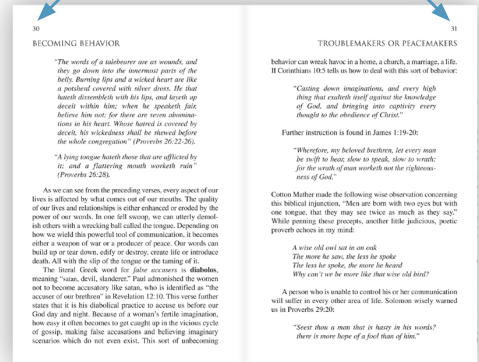 30
BECOMING BEHAVIOR
"The words of a talebearer are as wounds, and
they go down into the innermost parts of the
belly. Burning lips and a wicked heart are like
a potsherd covered with silver dross. He that
hateth dissembleth with his lips, and layeth up
deceit within him; when he speaketh fair,
believe him not: for there are seven abomina-
tions in his heart. Whose hatred is covered by
deceit, his wickedness shall be shewed before
the whole congregation" (Proverbs 26:22-26).
"A lying tongue hateth those that are afflicted by
it; and a flattering mouth worketh ruin"
(Proverbs 26:28).
As we can see from the preceding verses, every aspect of our
lives is affected by what comes out of our mouths. The quality
of our lives and relationships is either enhanced or eroded by the
power of our words. In one fell swoop, we can utterly demol-
ish others with a wrecking ball called the tongue. Depending on
how we wield this powerful tool of communication, it becomes
either a weapon of war or a producer of peace. Our words can
build up or tear down, edify or destroy, create life or introduce
death. All with the slip of the tongue or the taming of it.
The literal Greek word for false accusers is diabolos,
meaning "satan, devil, slanderer." Paul admonished the women
not to become accusatory like satan, who is identified as "the
accuser of our brethren" in Revelation 12:10. This verse further
states that it is his diabolical practice to accuse us before our
God day and night. Because of a woman's fertile imagination,
how easy it often becomes to get caught up in the vicious cycle
of gossip, making false accusations and believing imaginary
scenarios which do not even exist. This sort of unbecoming
31
TROUBLEMAKERS OR PEACEMAKERS
behavior can wreak havoc in a home, a church, a marriage, a life.
II Corinthians 10:5 tells us how to deal with this sort of behavior:
"Casting down imaginations, and every high
thing that exalteth itself against the knowledge
of God, and bringing into captivity every
thought to the obedience of Christ."
Further instruction is found in James 1:19-20:
"Wherefore, my beloved brethren, let every man
be swift to hear, slow to speak, slow to wrath:
for the wrath of man worketh not the righteous-
ness of God."
Cotton Mather made the following wise observation concerning
this biblical injunction, "Men are born with two eyes but with
one tongue, that they may see twice as much as they say."
While penning these precepts, another little judicious, poetic
proverb echoes in my mind:
A wise old owl sat in an oak
The more he saw, the less he spoke
The less he spoke, the more he heard
Why can't we be more like that wise old bird?
A person who is unable to control his or her communication
will suffer in every other area of life. Solomon wisely warned
us in Proverbs 29:20:
"Seest thou a man that is hasty in his words?
there is more hope of a fool than of him."